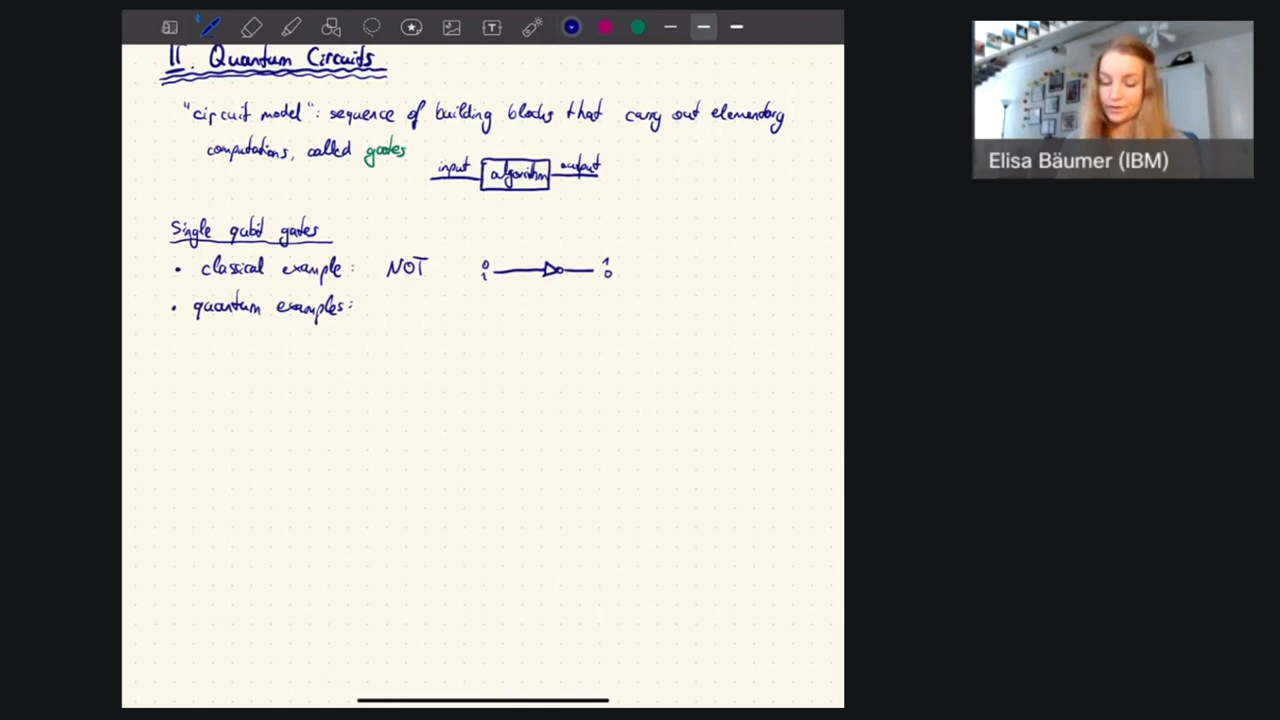 II. Quantum Circuits
"circuit model": sequence of building blocks that carry out elementary
computations, called gates
input algorithm output
Single qubit gates
• classical example: NOT 0 1 1 0
• quantum examples:
Elisa Bäumer (IBM)